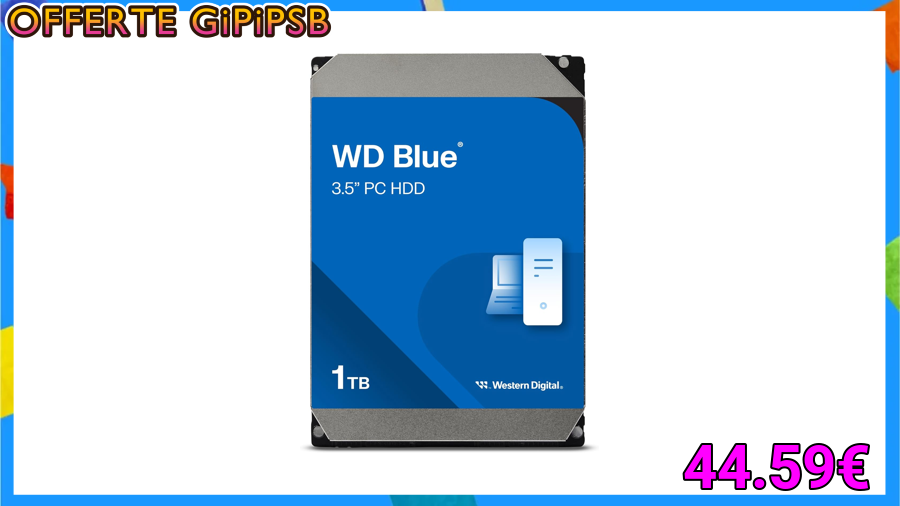 OFFERTE GiPiPSB
WD Blue®
3.5” PC HDD
1TB
Western Digital®
44.59€